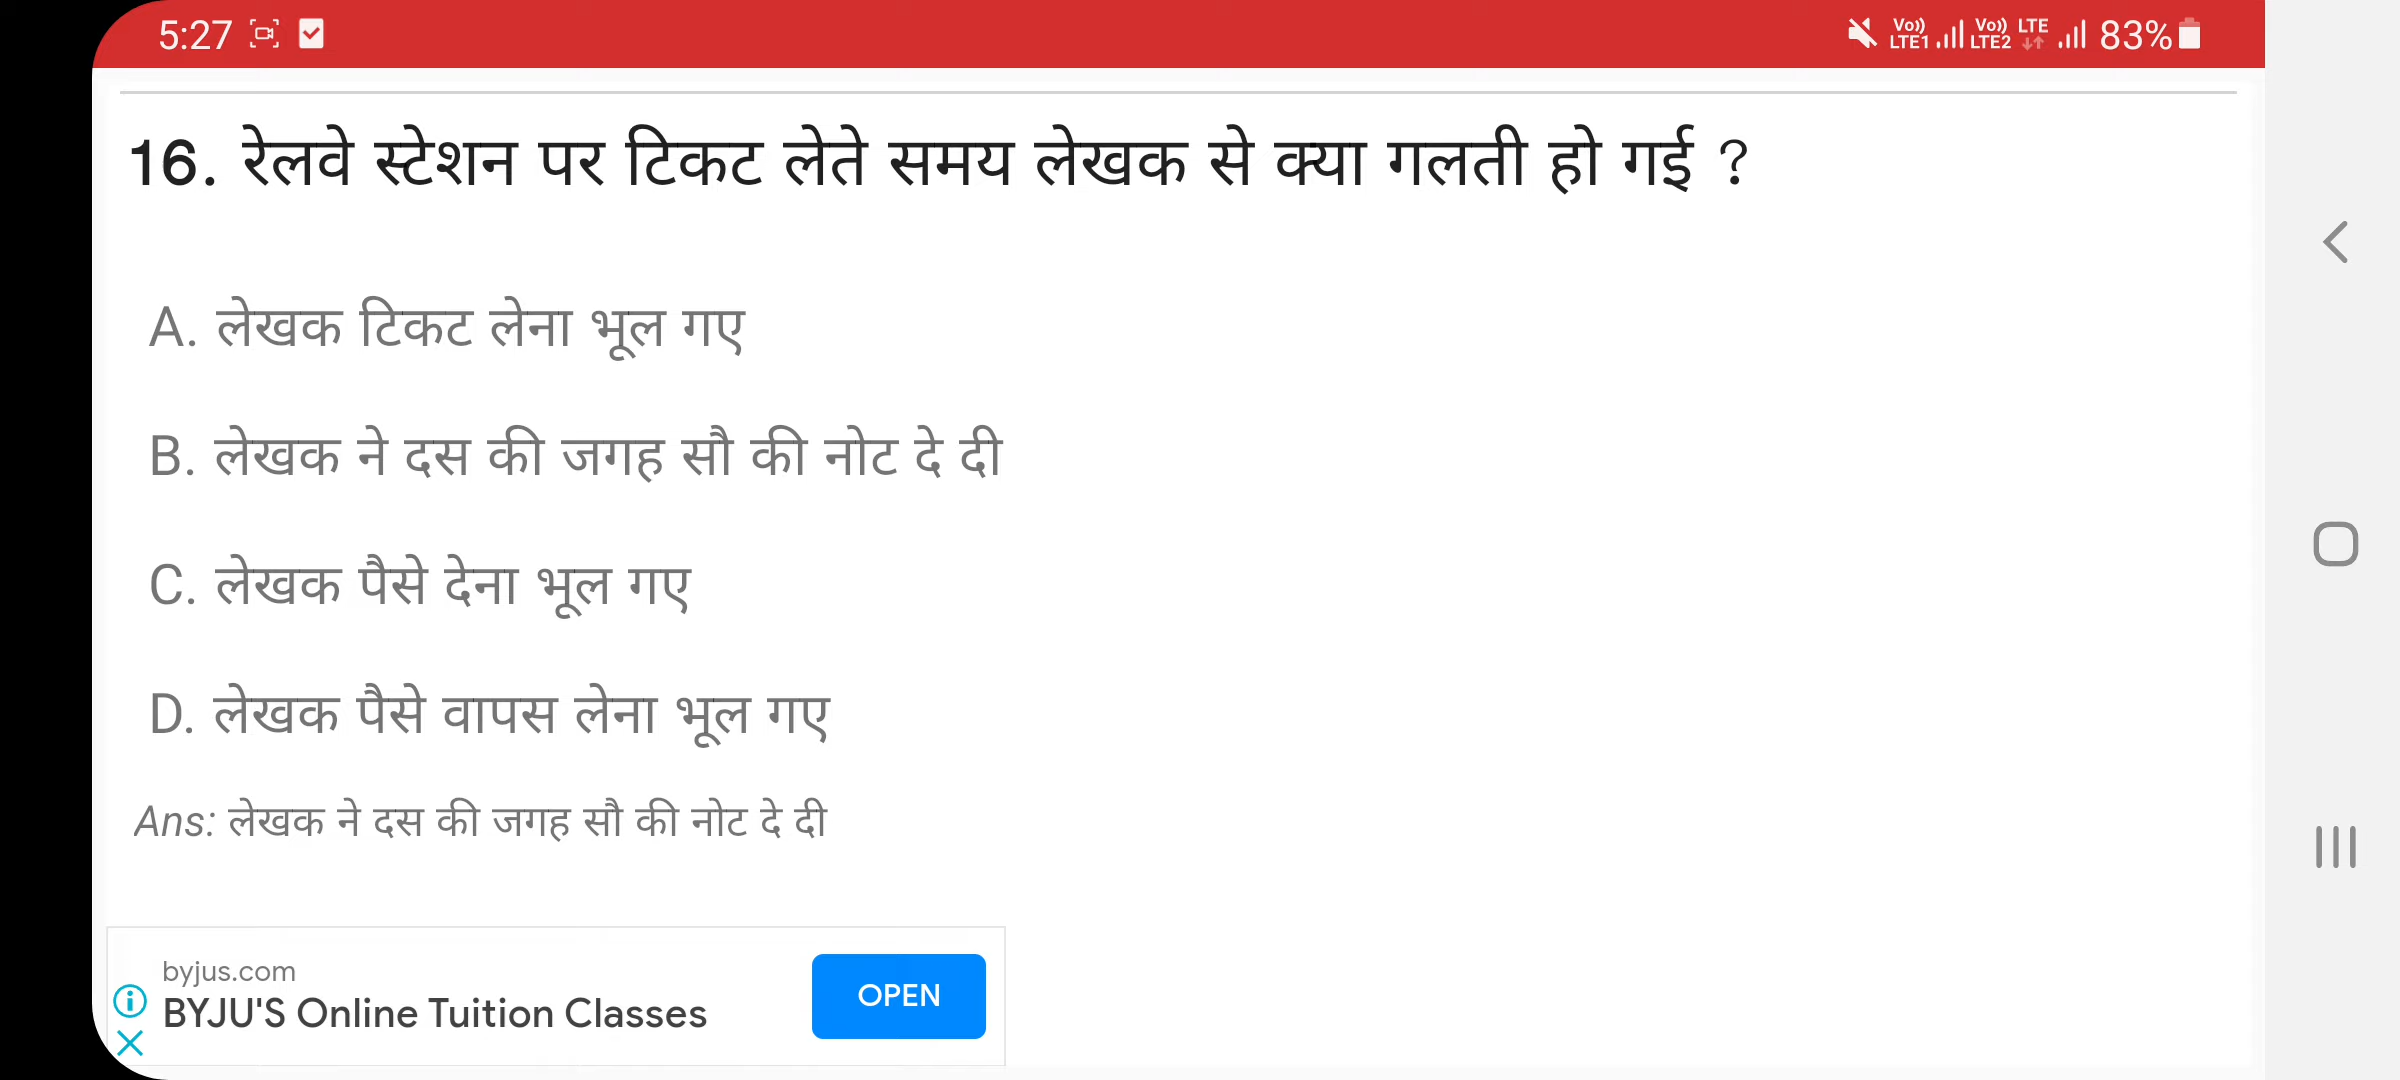 5:27 Vo)) LTE1 Vo)) LTE2 LTE 83%
16. रेलवे स्टेशन पर टिकट लेते समय लेखक से क्या गलती हो गई ?
A. लेखक टिकट लेना भूल गए
B. लेखक ने दस की जगह सौ की नोट दे दी
C. लेखक पैसे देना भूल गए
D. लेखक पैसे वापस लेना भूल गए
Ans: लेखक ने दस की जगह सौ की नोट दे दी
byjus.com
BYJU'S Online Tuition Classes
OPEN